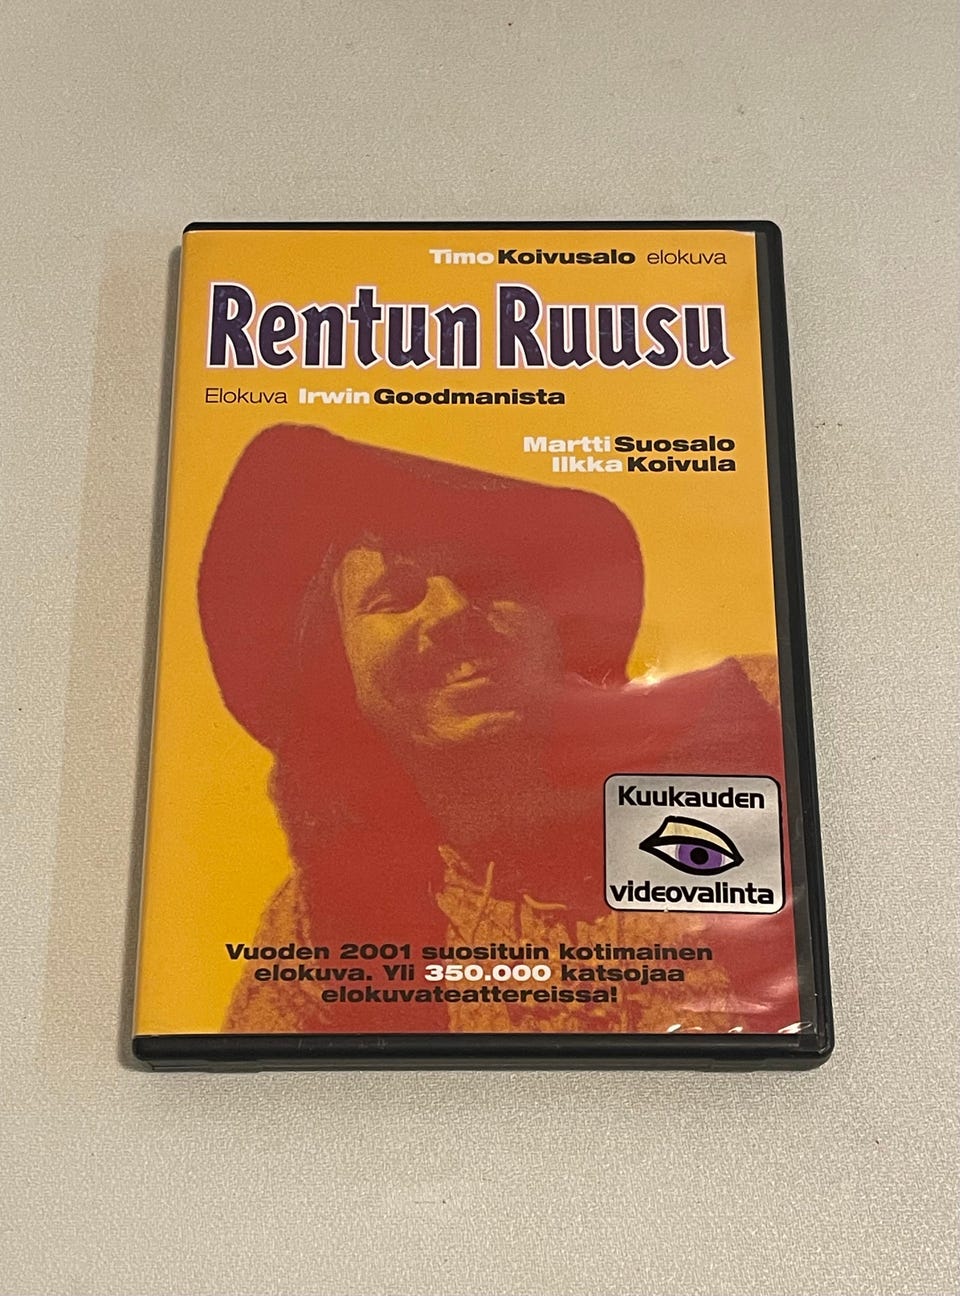 Timo Koivusalo elokuva
Rentun Ruusu
Elokuva Irwin Goodmanista
Martti Suosalo
Ilkka Koivula
Kuukauden
videovalinta
Vuoden 2001 suosituin kotimainen
elokuva. Yli 350.000 katsojaa
elokuvateattereissa!